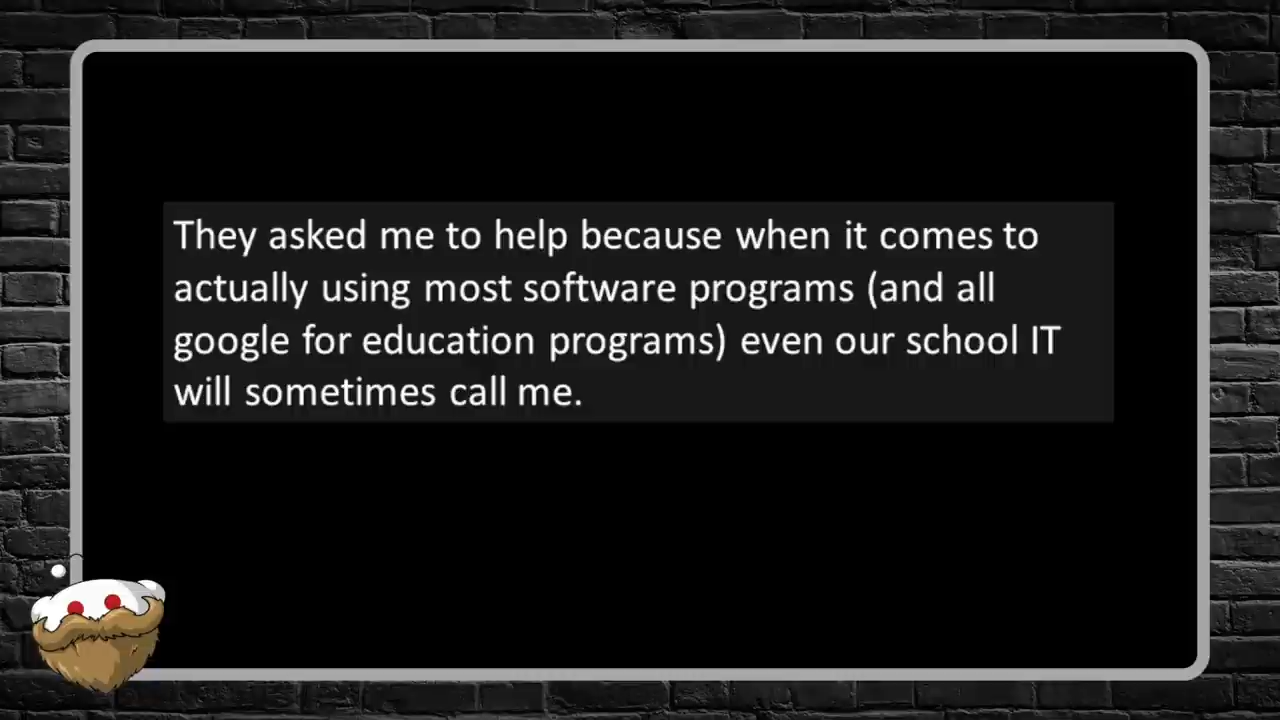 They asked me to help because when it comes to
actually using most software programs (and all
google for education programs) even our school IT
will sometimes call me.